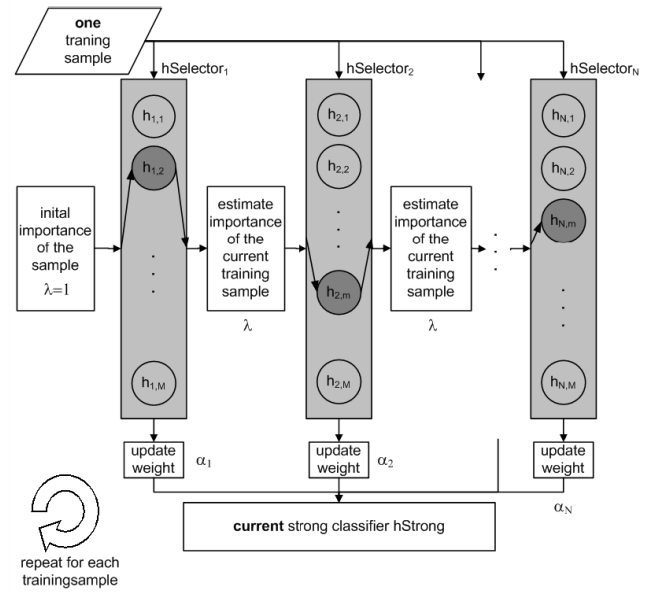 one
traning
sample
hSelector1
hSelector2
hSelectorN
h1,1
h1,2
h1,M
h2,1
h2,2
h2,m
h2,M
hN,1
hN,2
hN,m
hN,M
inital
importance
of the
sample
λ=1
estimate
importance
of the
current
training
sample
λ
estimate
importance
of the
current
training
sample
λ
update
weight
α1
update
weight
α2
update
weight
αN
current strong classifier hStrong
repeat for each
trainingsample